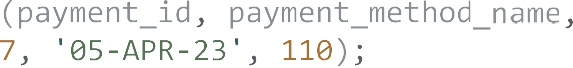 (payment_id, payment_method_name,
7, '05-APR-23', 110);